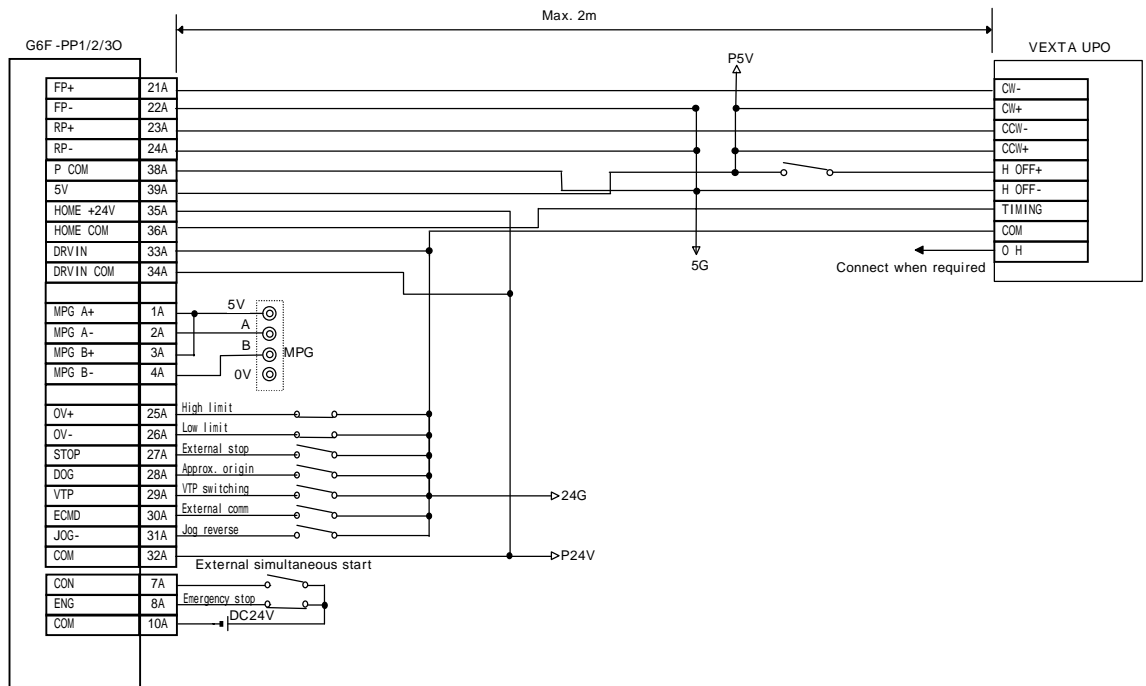 Max. 2m
G6F -PP1/2/3O
VEXTA UPO
P5V
FP+ 21A CW-
FP- 22A CW+
RP+ 23A CCW-
RP- 24A CCW+
P COM 38A H OFF+
5V 39A H OFF-
HOME +24V 35A TIMING
HOME COM 36A COM
DRVIN 33A O H
DRVIN COM 34A
5G
Connect when required
MPG A+ 1A 5V
MPG A- 2A A
MPG B+ 3A B MPG
MPG B- 4A 0V
OV+ 25A High limit
OV- 26A Low limit
STOP 27A External stop
DOG 28A Approx. origin
VTP 29A VTP switching 24G
ECMD 30A External comm
JOG- 31A Jog reverse
COM 32A P24V
External simultaneous start
CON 7A
ENG 8A Emergency stop
COM 10A DC24V